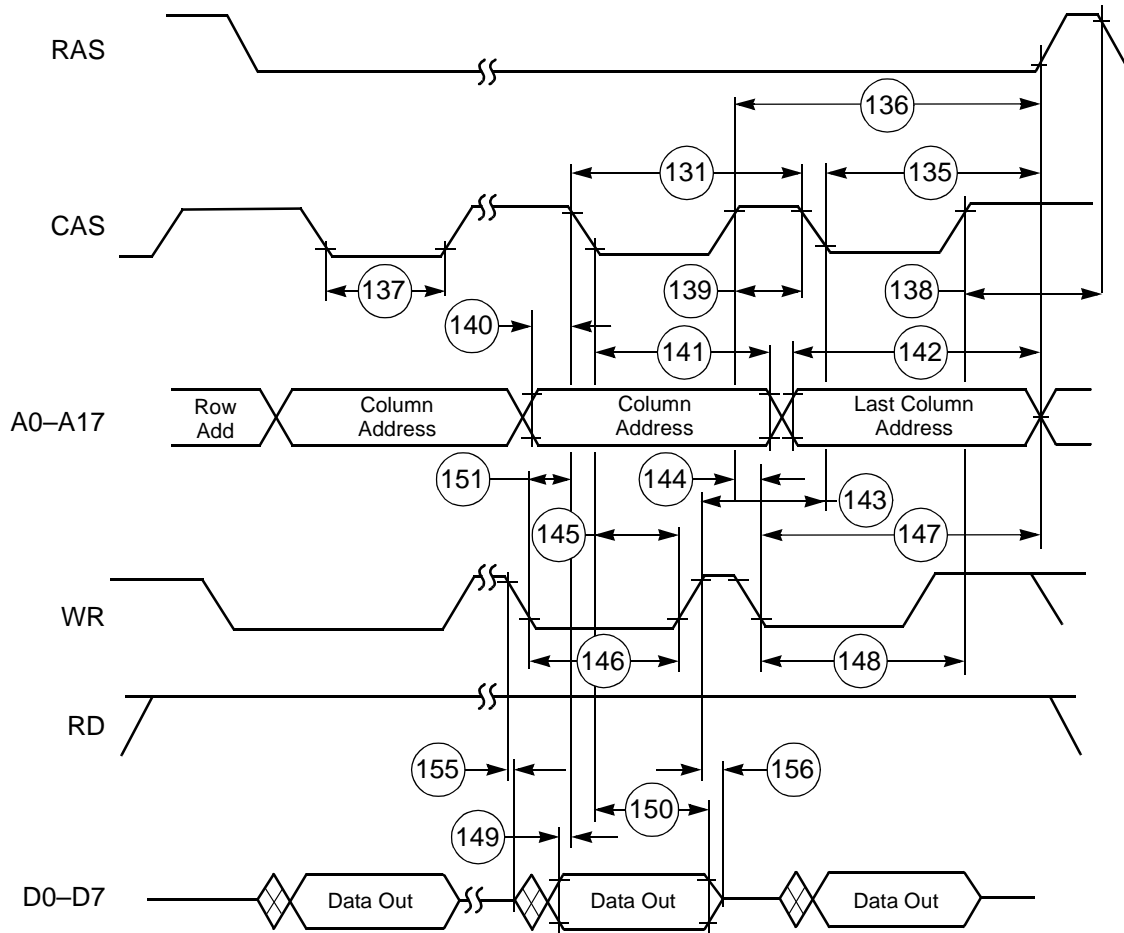 RAS
136
131
135
CAS
137
139
138
140
141
142
A0–A17
Row
Add
Column
Address
Column
Address
Last Column
Address
151
144
143
145
147
WR
146
148
RD
155
156
150
149
D0–D7
Data Out
Data Out
Data Out